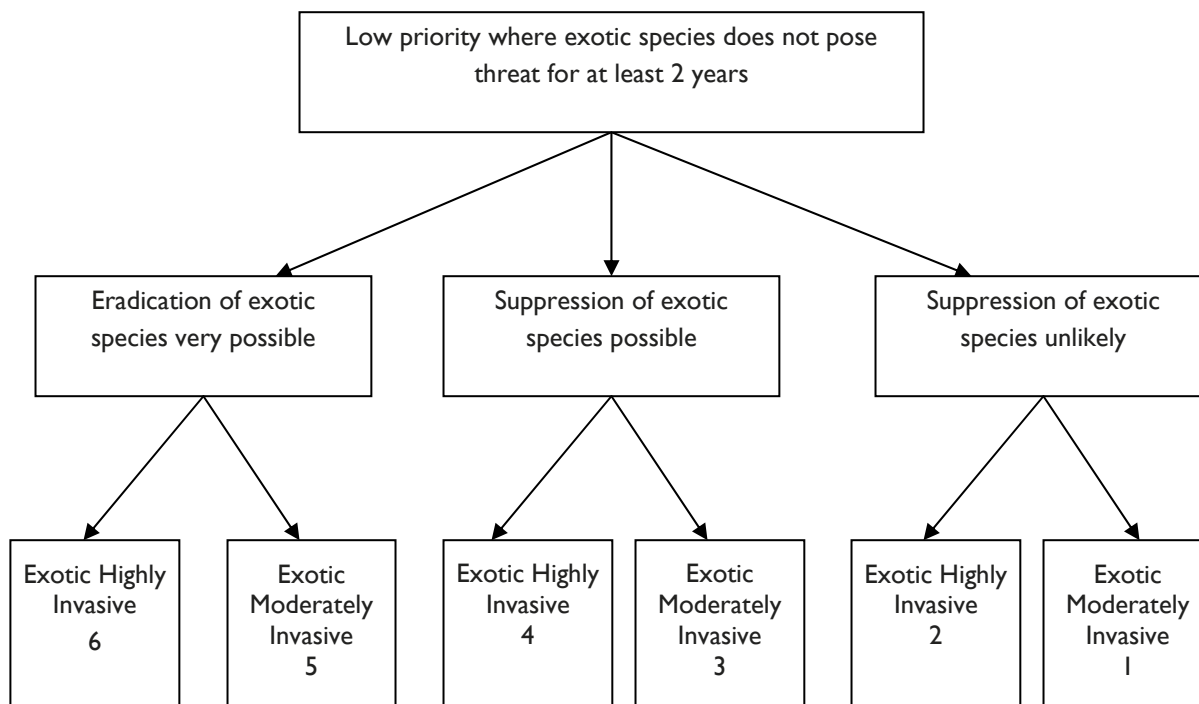 Low priority where exotic species does not pose
threat for at least 2 years
Eradication of exotic
species very possible
Suppression of exotic
species possible
Suppression of exotic
species unlikely
Exotic Highly
Invasive
6
Exotic
Moderately
Invasive
5
Exotic Highly
Invasive
4
Exotic
Moderately
Invasive
3
Exotic Highly
Invasive
2
Exotic
Moderately
Invasive
1